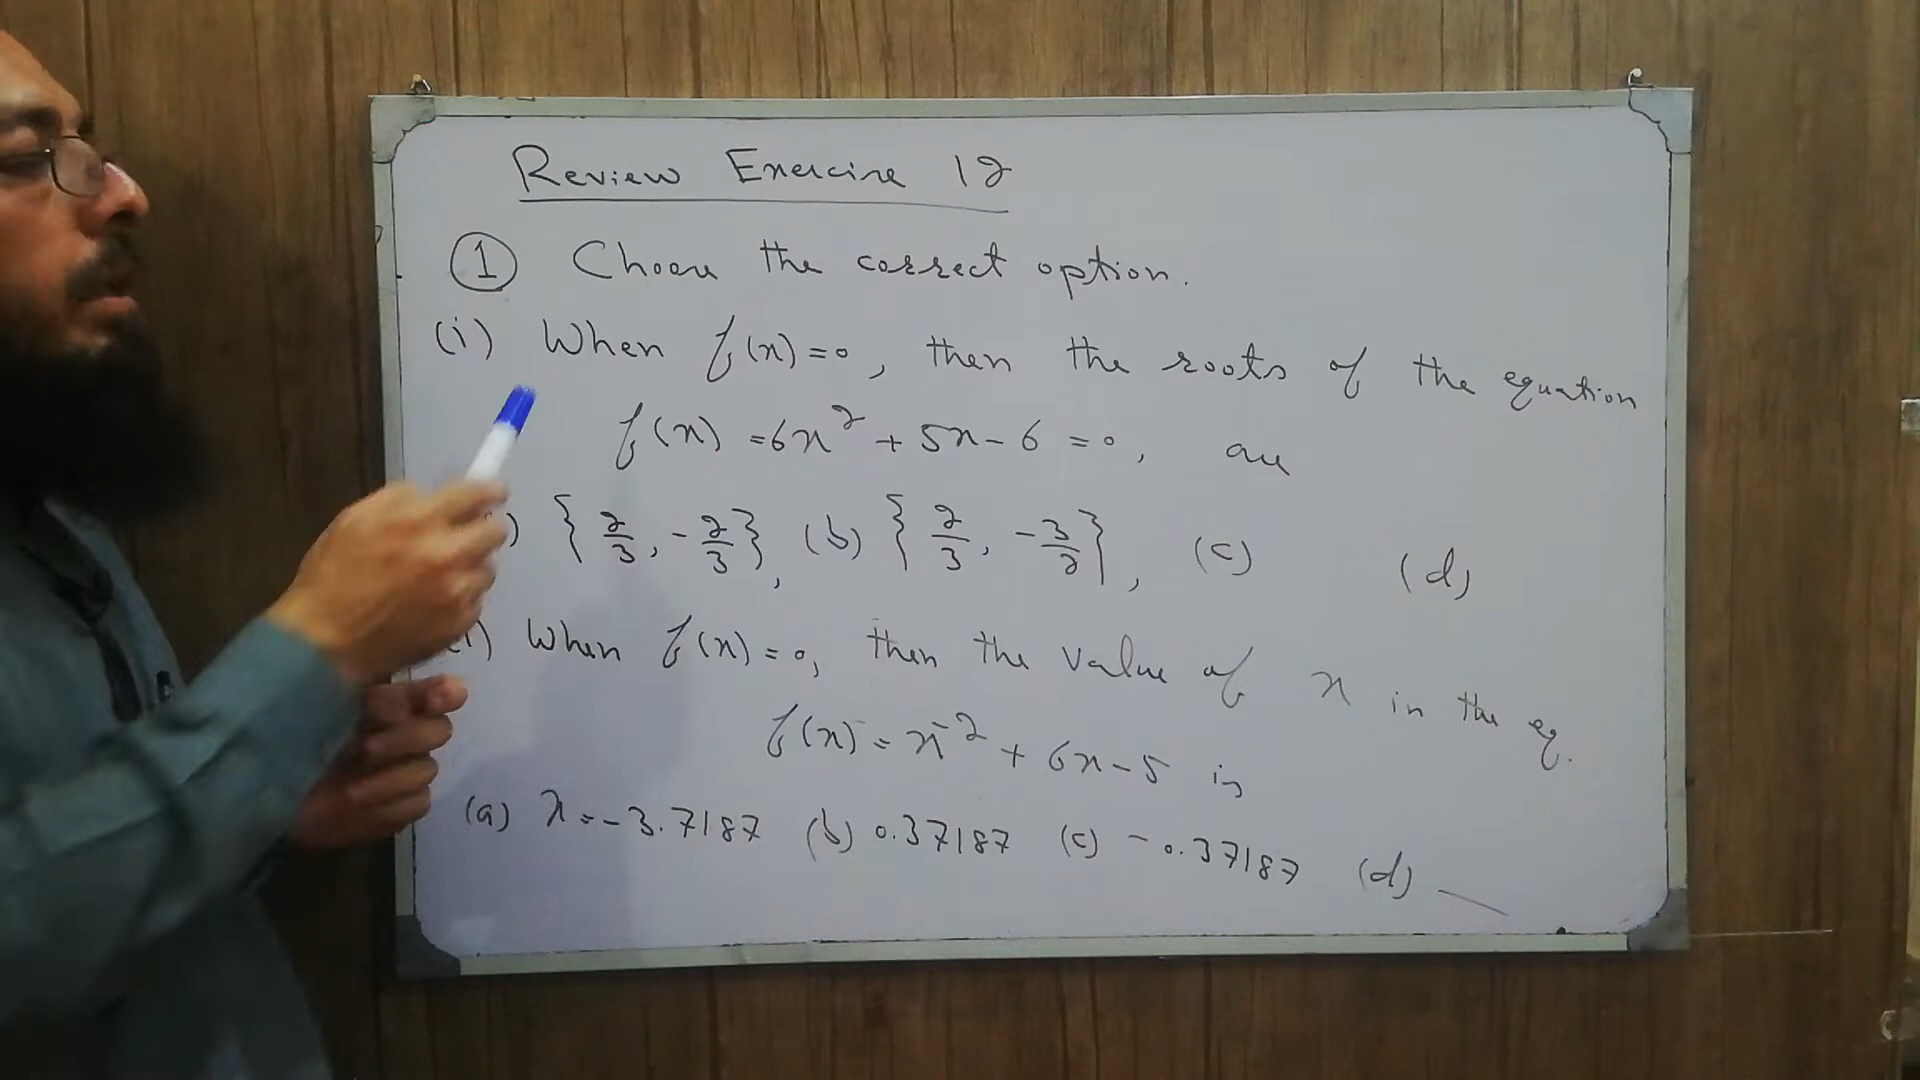 Review Exercise 12
① Choose the correct option.
(i) When f(x)=0, then the roots of the equation
f(x) =6x² + 5x - 6 = 0, are
) {2/3, -2/3}, (b) {2/3, -3/2}, (c) (d)
i) When f(x)=0, then the value of x in the eq.
f(x) = x² + 6x - 5 is
(a) x=-3.7187 (b) 0.37187 (c) -0.37187 (d)